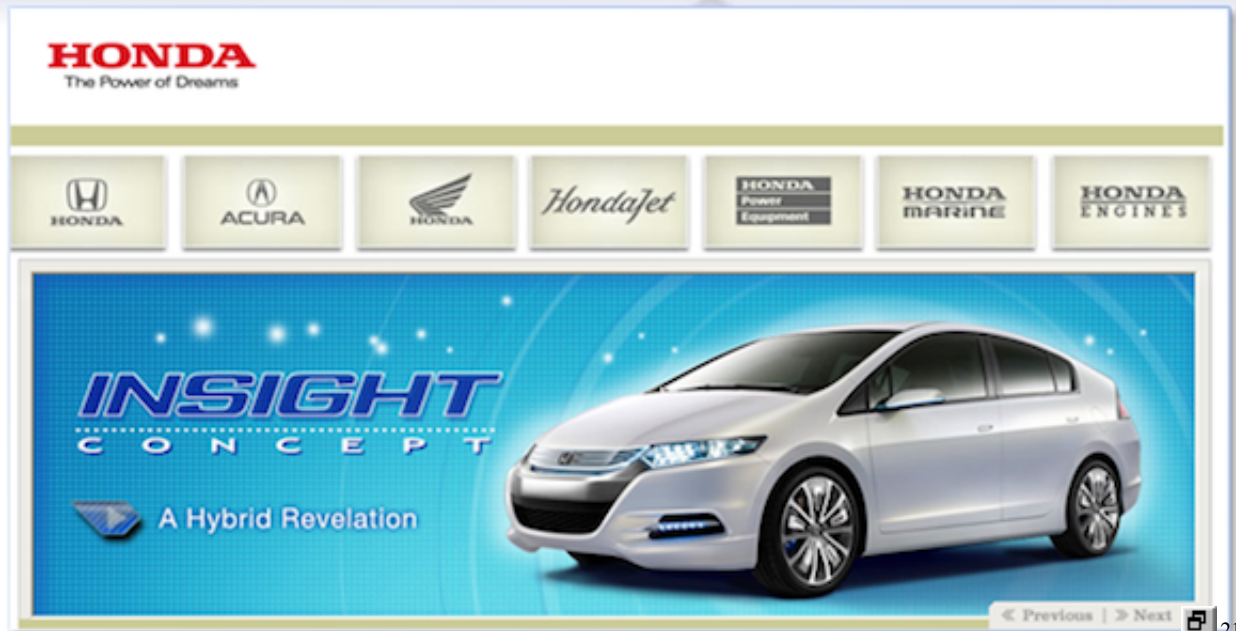 HONDA
The Power of Dreams
HONDA
ACURA
HONDA
HondaJet
HONDA
Power
Equipment
HONDA
MARINE
HONDA
ENGINES
INSIGHT
CONCEPT
A Hybrid Revelation
« Previous | » Next